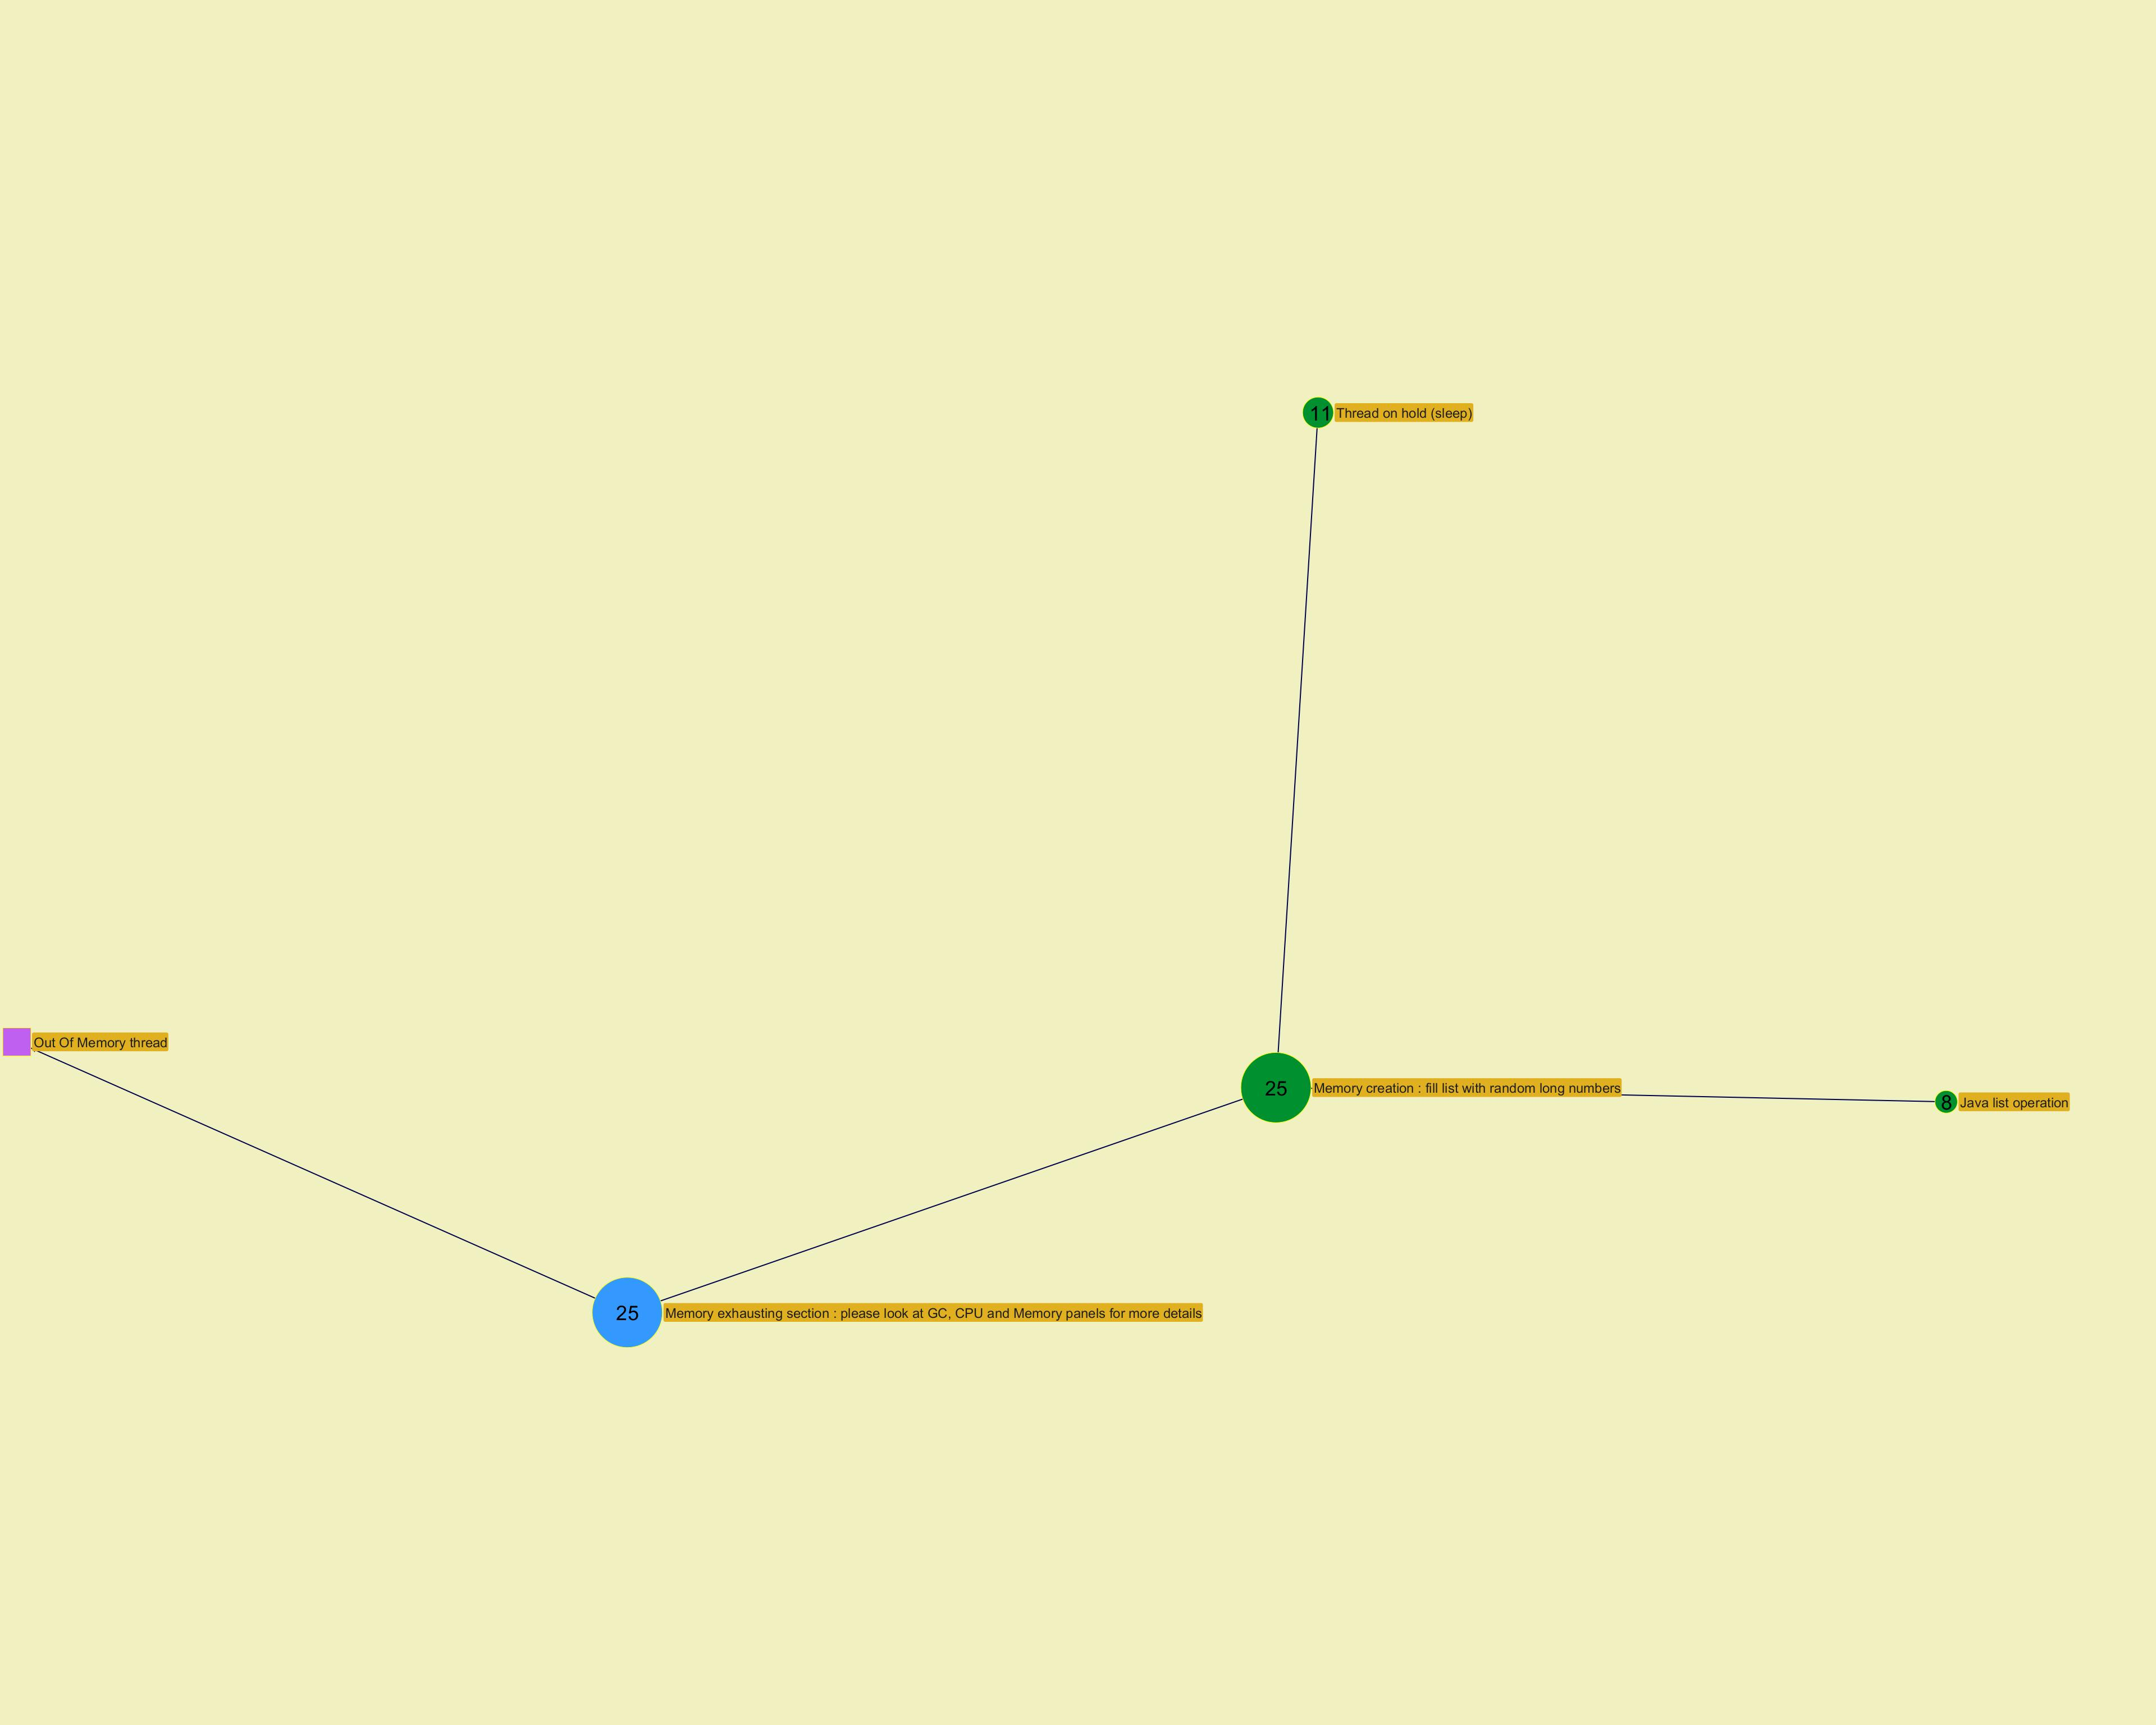 11 Thread on hold (sleep)
Out Of Memory thread
25 Memory creation : fill list with random long numbers
8 Java list operation
25 Memory exhausting section : please look at GC, CPU and Memory panels for more details